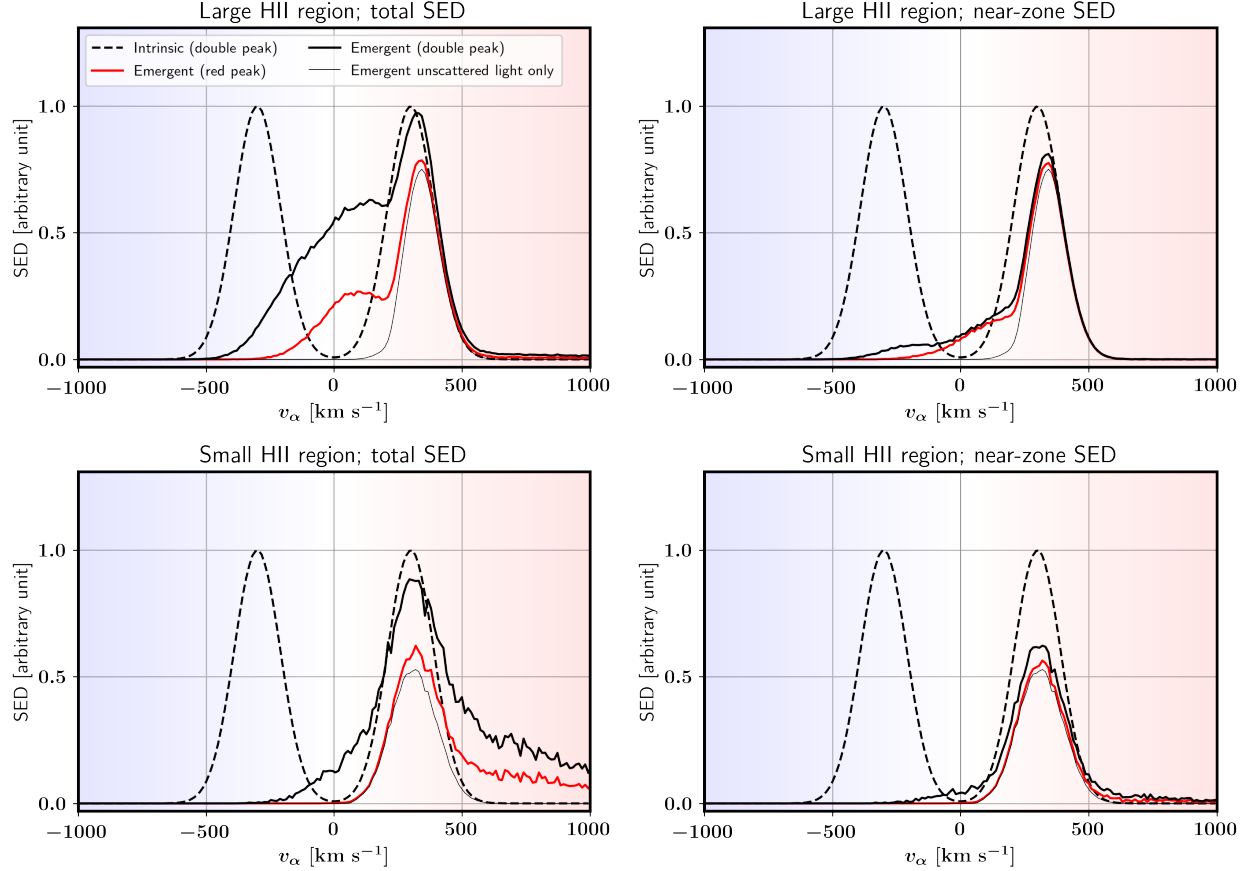 Large HII region; total SED
Intrinsic (double peak)
Emergent (red peak)
Emergent (double peak)
Emergent unscattered light only
1.0
0.5
0.0
SED [arbitrary unit]
−1000 −500 0 500 1000
v_α [km s⁻¹]
Large HII region; near-zone SED
1.0
0.5
0.0
SED [arbitrary unit]
−1000 −500 0 500 1000
v_α [km s⁻¹]
Small HII region; total SED
1.0
0.5
0.0
SED [arbitrary unit]
−1000 −500 0 500 1000
v_α [km s⁻¹]
Small HII region; near-zone SED
1.0
0.5
0.0
SED [arbitrary unit]
−1000 −500 0 500 1000
v_α [km s⁻¹]